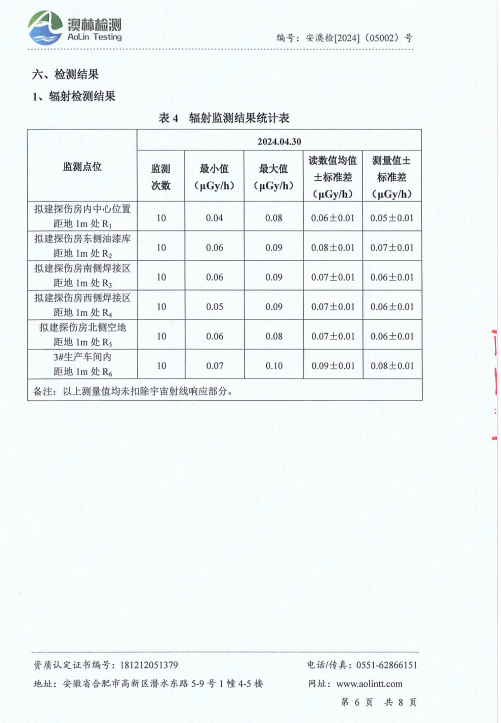 澳林检测
AoLin Testing
编号：安澳检[2024]（05002）号
六、检测结果
1、辐射检测结果
表 4 辐射监测结果统计表
监测点位
2024.04.30
监测次数 最小值（μGy/h） 最大值（μGy/h） 读数值均值±标准差（μGy/h） 测量值±标准差（μGy/h）
拟建探伤房内中心位置
距地 1m 处 R₁ 10 0.04 0.08 0.06±0.01 0.05±0.01
拟建探伤房东侧油漆库
距地 1m 处 R₂ 10 0.06 0.09 0.08±0.01 0.07±0.01
拟建探伤房南侧焊接区
距地 1m 处 R₃ 10 0.06 0.09 0.07±0.01 0.06±0.01
拟建探伤房西侧焊接区
距地 1m 处 R₄ 10 0.05 0.09 0.07±0.01 0.06±0.01
拟建探伤房北侧空地
距地 1m 处 R₅ 10 0.06 0.08 0.07±0.01 0.06±0.01
3#生产车间内
距地 1m 处 R₆ 10 0.07 0.10 0.09±0.01 0.08±0.01
备注：以上测量值均未扣除宇宙射线响应部分。
资质认定证书编号：181212051379 电话/传真：0551-62866151
地址：安徽省合肥市高新区潜水东路 5-9 号 1 幢 4-5 楼 网址：www.aolintt.com
第 6 页 共 8 页